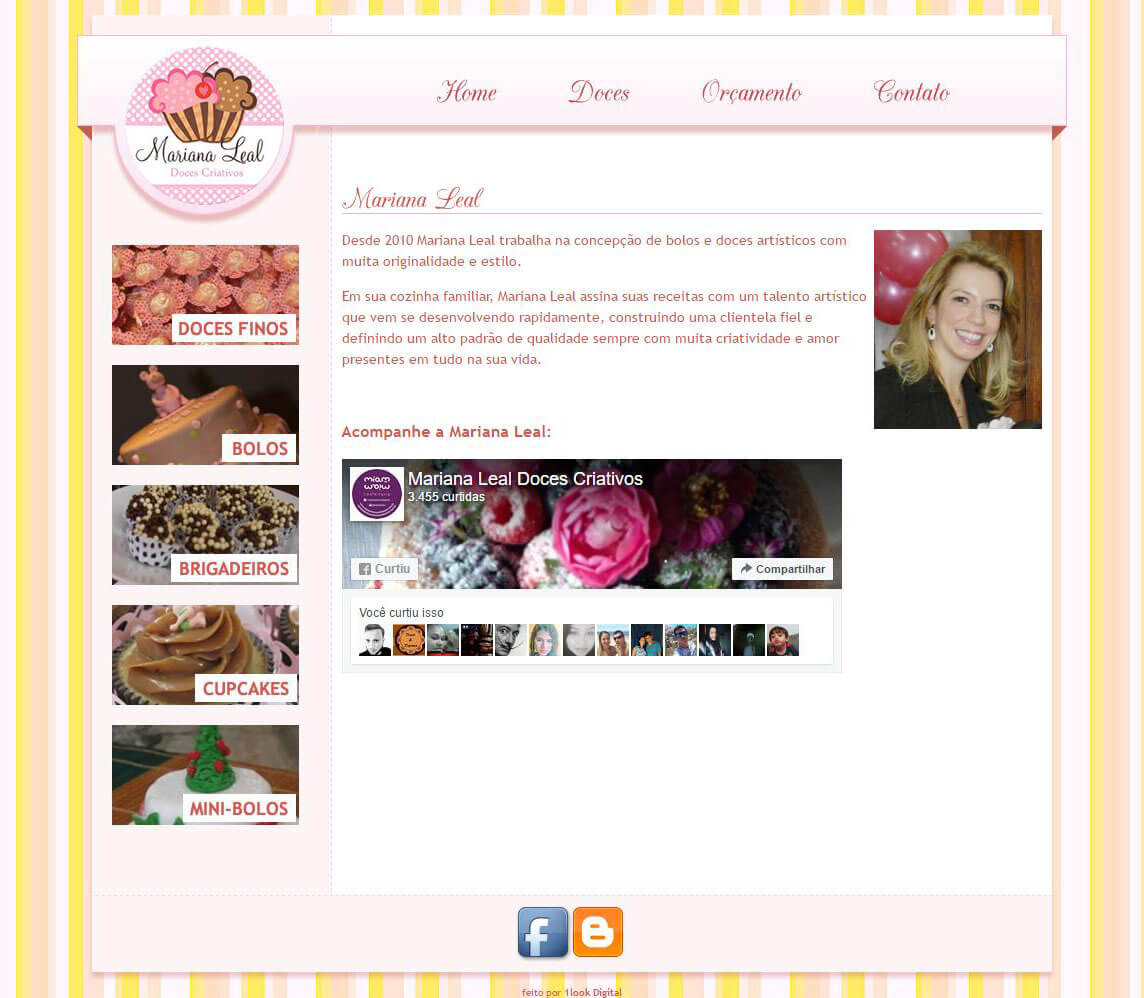 Home
Doces
Orçamento
Contato
Mariana Leal
Doces Criativos
DOCES FINOS
BOLOS
BRIGADEIROS
CUPCAKES
MINI-BOLOS
Mariana Leal
Desde 2010 Mariana Leal trabalha na concepção de bolos e doces artísticos com
muita originalidade e estilo.
Em sua cozinha familiar, Mariana Leal assina suas receitas com um talento artístico
que vem se desenvolvendo rapidamente, construindo uma clientela fiel e
definindo um alto padrão de qualidade sempre com muita criatividade e amor
presentes em tudo na sua vida.
Acompanhe a Mariana Leal:
Mariana Leal Doces Criativos
3.455 curtidas
Curtiu
Compartilhar
Você curtiu isso
feito por 1look Digital